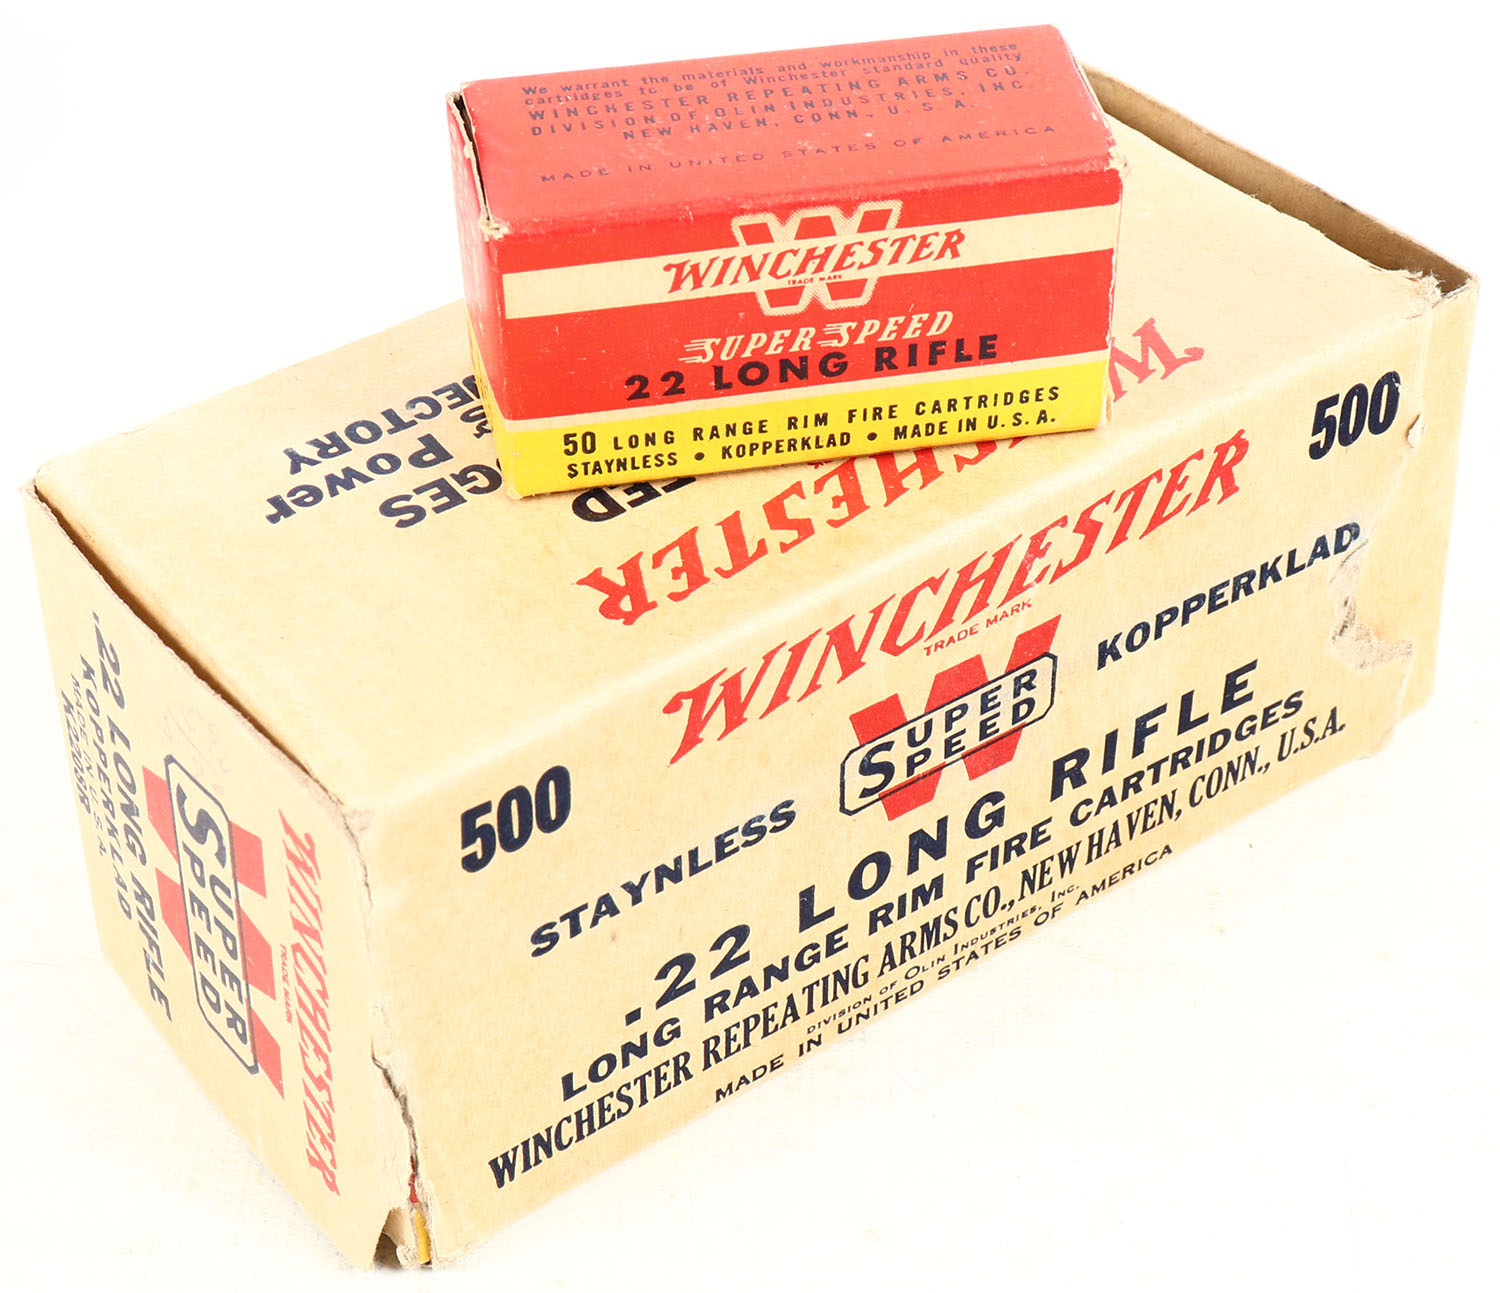 We warrant the materials and workmanship in these
cartridges to be of Winchester standard quality
WINCHESTER REPEATING ARMS CO.
DIVISION OF OLIN INDUSTRIES, INC.
NEW HAVEN, CONN., U. S. A.
MADE IN UNITED STATES OF AMERICA
W
WINCHESTER
TRADE MARK
SUPER SPEED
22 LONG RIFLE
50 LONG RANGE RIM FIRE CARTRIDGES
STAYNLESS • KOPPERKLAD • MADE IN U. S. A.
WINCHESTER
Power
500
500
WINCHESTER
TRADE MARK
W
SUPER
SPEED
STAYNLESS
KOPPERKLAD
.22 LONG RIFLE
LONG RANGE RIM FIRE CARTRIDGES
WINCHESTER REPEATING ARMS CO., NEW HAVEN, CONN., U.S.A.
DIVISION OF OLIN INDUSTRIES, INC.
MADE IN UNITED STATES OF AMERICA
WINCHESTER
TRADE MARK
W
SUPER
SPEED
.22 LONG RIFLE
KOPPERKLAD
MADE IN U.S.A.